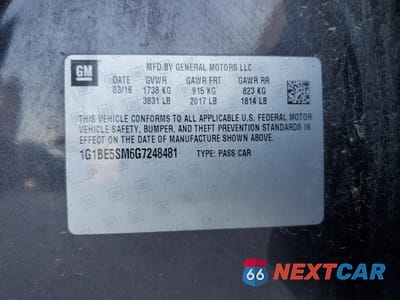 GM
MFD BY GENERAL MOTORS LLC
DATE GVWR GAWR FRT GAWR RR
03/16 1738 KG 915 KG 823 KG
3831 LB 2017 LB 1814 LB
THIS VEHICLE CONFORMS TO ALL APPLICABLE U.S. FEDERAL MOTOR
VEHICLE SAFETY, BUMPER, AND THEFT PREVENTION STANDARDS IN
EFFECT ON THE DATE OF MANUFACTURE SHOWN ABOVE.
1G1BE5SM6G7248481 TYPE: PASS CAR
66 NEXTCAR